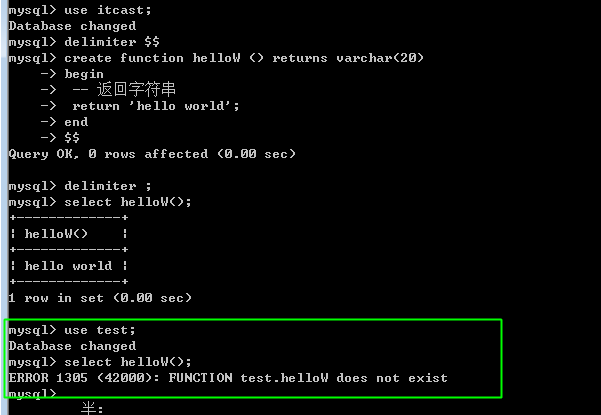 mysql> use itcast;
Database changed
mysql> delimiter $$
mysql> create function helloW () returns varchar(20)
    -> begin
    ->  -- 返回字符串
    ->  return 'hello world';
    -> end
    -> $$
Query OK, 0 rows affected (0.00 sec)
mysql> delimiter ;
mysql> select helloW();
+-------------+
¦ helloW()    ¦
+-------------+
¦ hello world ¦
+-------------+
1 row in set (0.00 sec)
mysql> use test;
Database changed
mysql> select helloW();
ERROR 1305 (42000): FUNCTION test.helloW does not exist
mysql>
半: